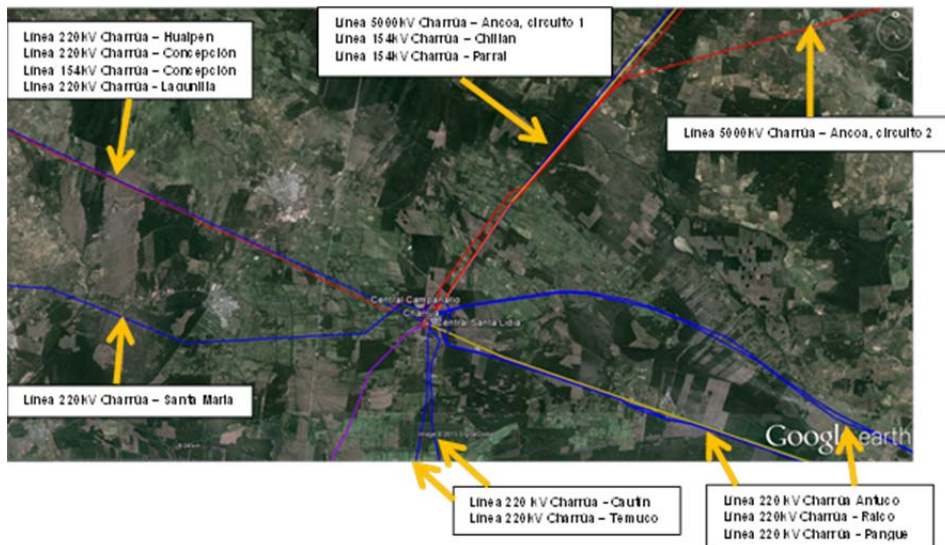 Línea 220kV Charrúa – Hualpen
Línea 220kV Charrúa – Concepción
Línea 154kV Charrúa – Concepción
Línea 220kV Charrúa – Lagunilla
Línea 5000kV Charrúa – Ancoa, circuito 1
Línea 154kV Charrúa – Chillan
Línea 154kV Charrúa – Parral
Línea 5000kV Charrúa – Ancoa, circuito 2
Central Campanario
Charrua
Central Santa Lidia
Línea 220kV Charrúa – Santa María
Google earth
Línea 220 kV Charrúa – Cautín
Línea 220kV Charrúa – Temuco
Línea 220 kV Charrúa Antuco
Línea 220kV Charrúa – Ralco
Línea 220 kV Charrúa – Pangue